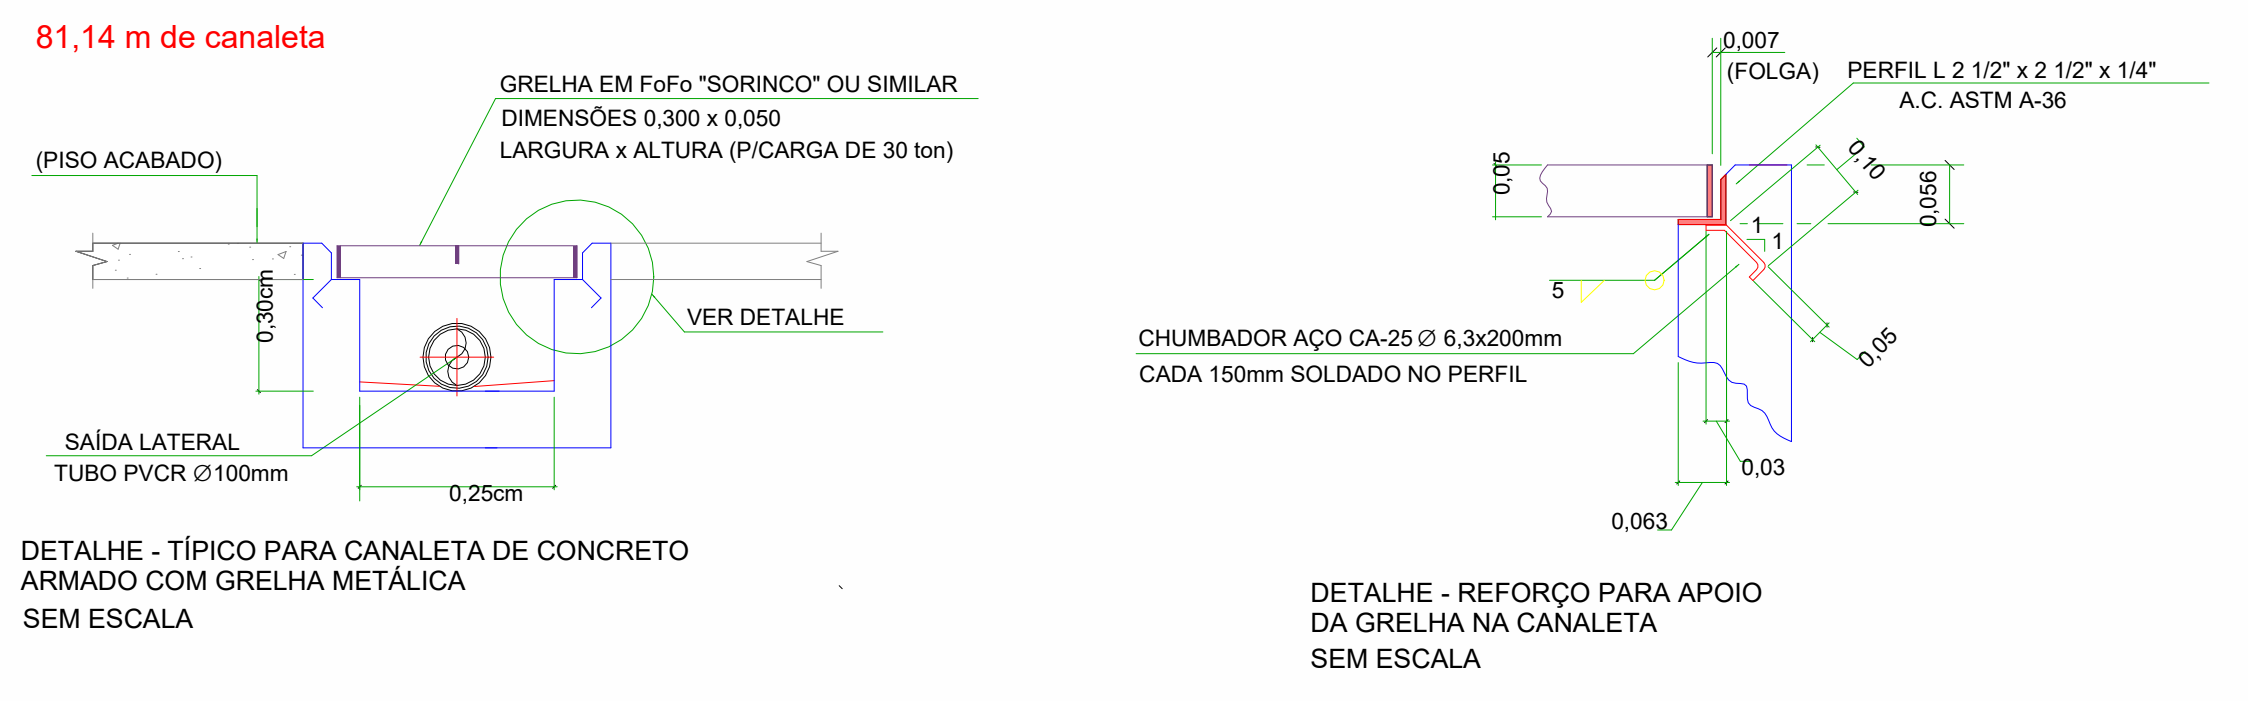 81,14 m de canaleta
GRELHA EM FoFo "SORINCO" OU SIMILAR
DIMENSÕES 0,300 x 0,050
LARGURA x ALTURA (P/CARGA DE 30 ton)
(PISO ACABADO)
0,30cm
VER DETALHE
SAÍDA LATERAL
TUBO PVCR Ø100mm
0,25cm
DETALHE - TÍPICO PARA CANALETA DE CONCRETO
ARMADO COM GRELHA METÁLICA
SEM ESCALA
0,007
(FOLGA)
PERFIL L 2 1/2" x 2 1/2" x 1/4"
A.C. ASTM A-36
0,05
0,10
0,056
1
1
5
CHUMBADOR AÇO CA-25 Ø 6,3x200mm
CADA 150mm SOLDADO NO PERFIL
0,05
0,03
0,063
DETALHE - REFORÇO PARA APOIO
DA GRELHA NA CANALETA
SEM ESCALA